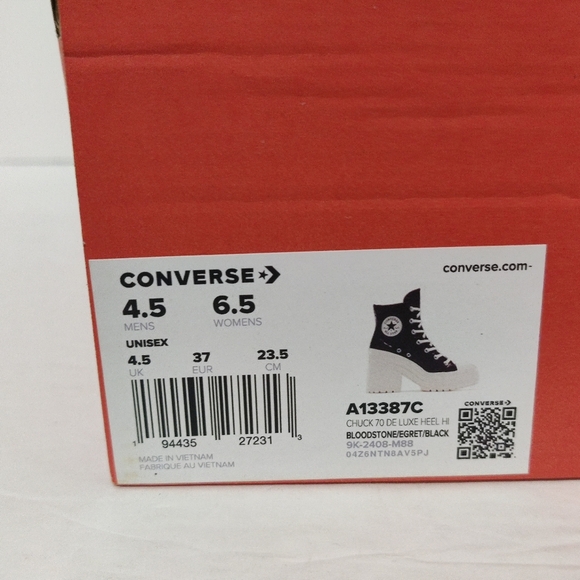 CONVERSE
converse.com-
4.5 6.5
MENS WOMENS
UNISEX
4.5 37 23.5
UK EUR CM
1 94435 27231 3
MADE IN VIETNAM
FABRIQUÉ AU VIETNAM
A13387C
CHUCK 70 DE LUXE HEEL HI
BLOODSTONE/EGRET/BLACK
9K-2408-M88
04Z6NTN8AV5PJ
CONVERSE